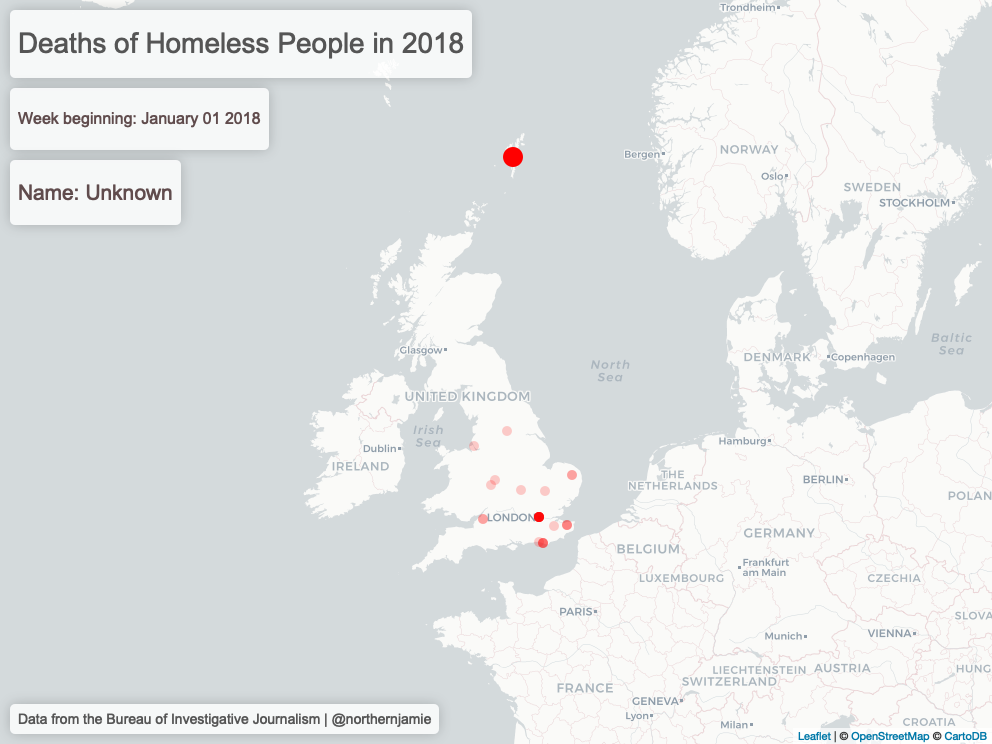 Deaths of Homeless People in 2018
Week beginning: January 01 2018
Name: Unknown
Trondheim
Bergen
NORWAY
Oslo
SWEDEN
STOCKHOLM
Glasgow
North
Sea
DENMARK
Copenhagen
Baltic
Sea
UNITED KINGDOM
Irish
Sea
Dublin
IRELAND
Hamburg
THE
NETHERLANDS
BERLIN
POLAN
LONDON
BELGIUM
GERMANY
Frankfurt
am Main
LUXEMBOURG
CZECHIA
PARIS
SLOVA
Munich
VIENNA
LIECHTENSTEIN
SWITZERLAND
AUSTRIA
HUNG
FRANCE
GENEVA
Lyon
Milan
CROATIA
Data from the Bureau of Investigative Journalism | @northernjamie
Leaflet | © OpenStreetMap © CartoDB